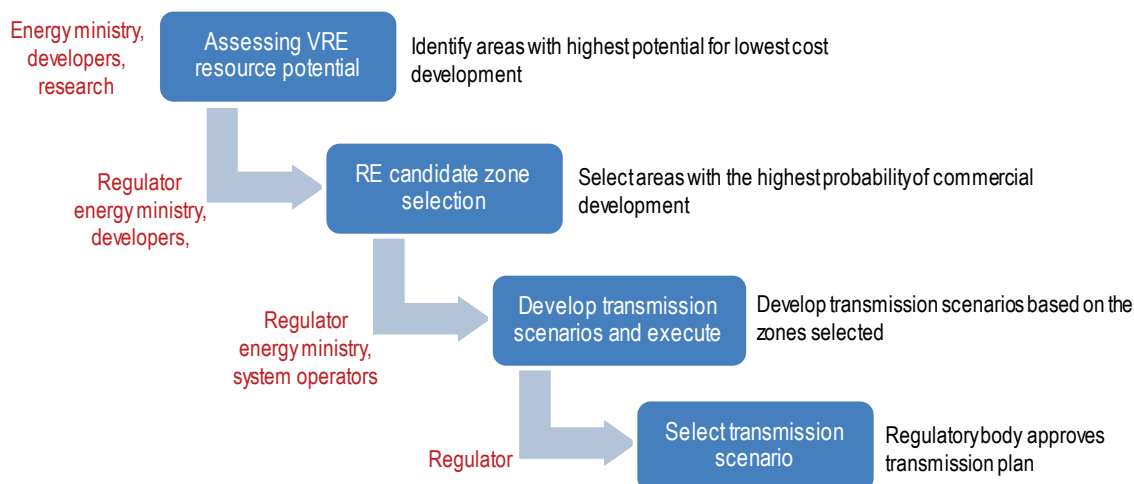 Energy ministry,
developers,
research
Assessing VRE
resource potential
Identify areas with highest potential for lowest cost
development
Regulator
energy ministry,
developers,
RE candidate zone
selection
Select areas with the highest probability of commercial
development
Regulator
energy ministry,
system operators
Develop transmission
scenarios and execute
Develop transmission scenarios based on the
zones selected
Regulator
Select transmission
scenario
Regulatory body approves
transmission plan